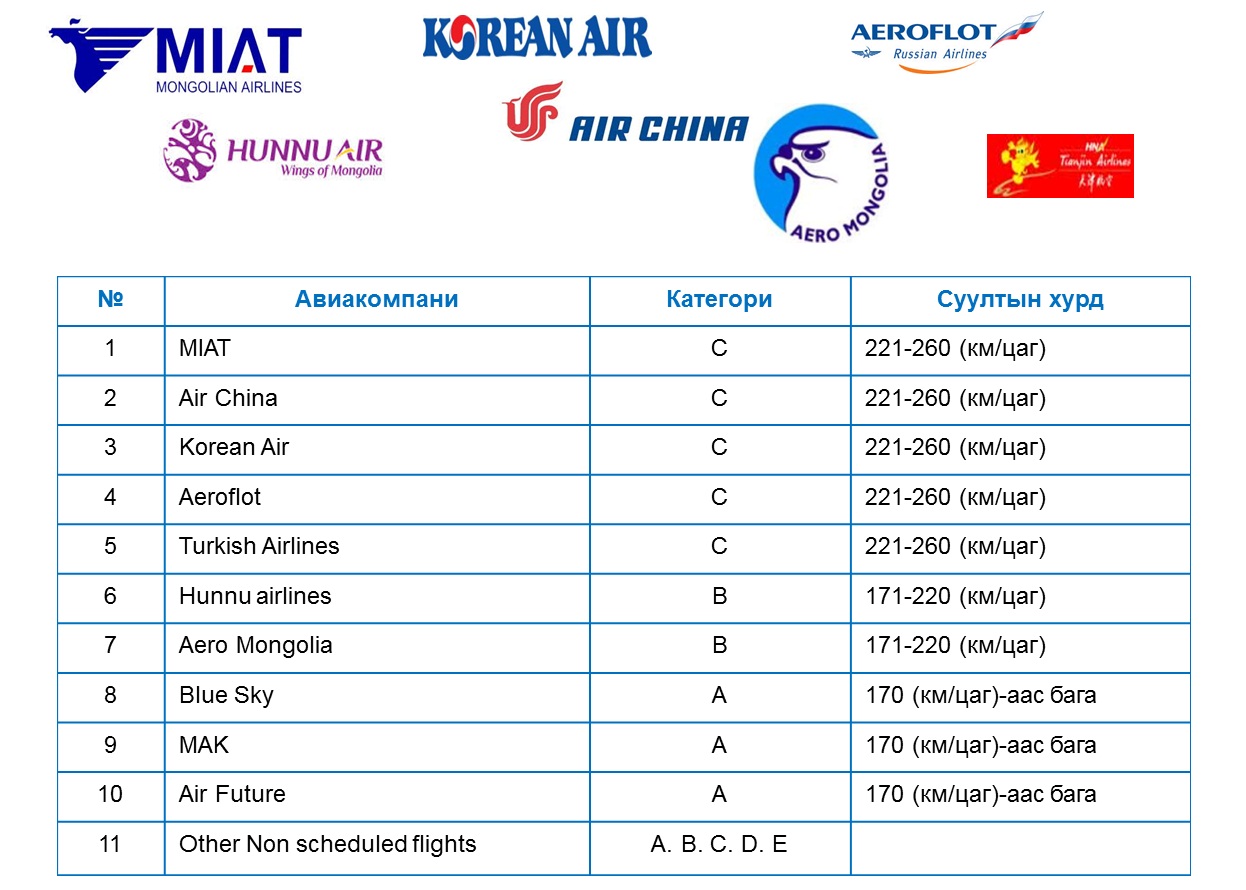 MIAT
MONGOLIAN AIRLINES
KOREAN AIR
AEROFLOT
Russian Airlines
HUNNU AIR
Wings of Mongolia
AIR CHINA
AERO MONGOLIA
HNA
Tianjin Airlines
天津航空
№ Авиакомпани Категори Суултын хурд
1 MIAT C 221-260 (км/цаг)
2 Air China C 221-260 (км/цаг)
3 Korean Air C 221-260 (км/цаг)
4 Aeroflot C 221-260 (км/цаг)
5 Turkish Airlines C 221-260 (км/цаг)
6 Hunnu airlines B 171-220 (км/цаг)
7 Aero Mongolia B 171-220 (км/цаг)
8 Blue Sky A 170 (км/цаг)-аас бага
9 MAK A 170 (км/цаг)-аас бага
10 Air Future A 170 (км/цаг)-аас бага
11 Other Non scheduled flights A. B. C. D. E